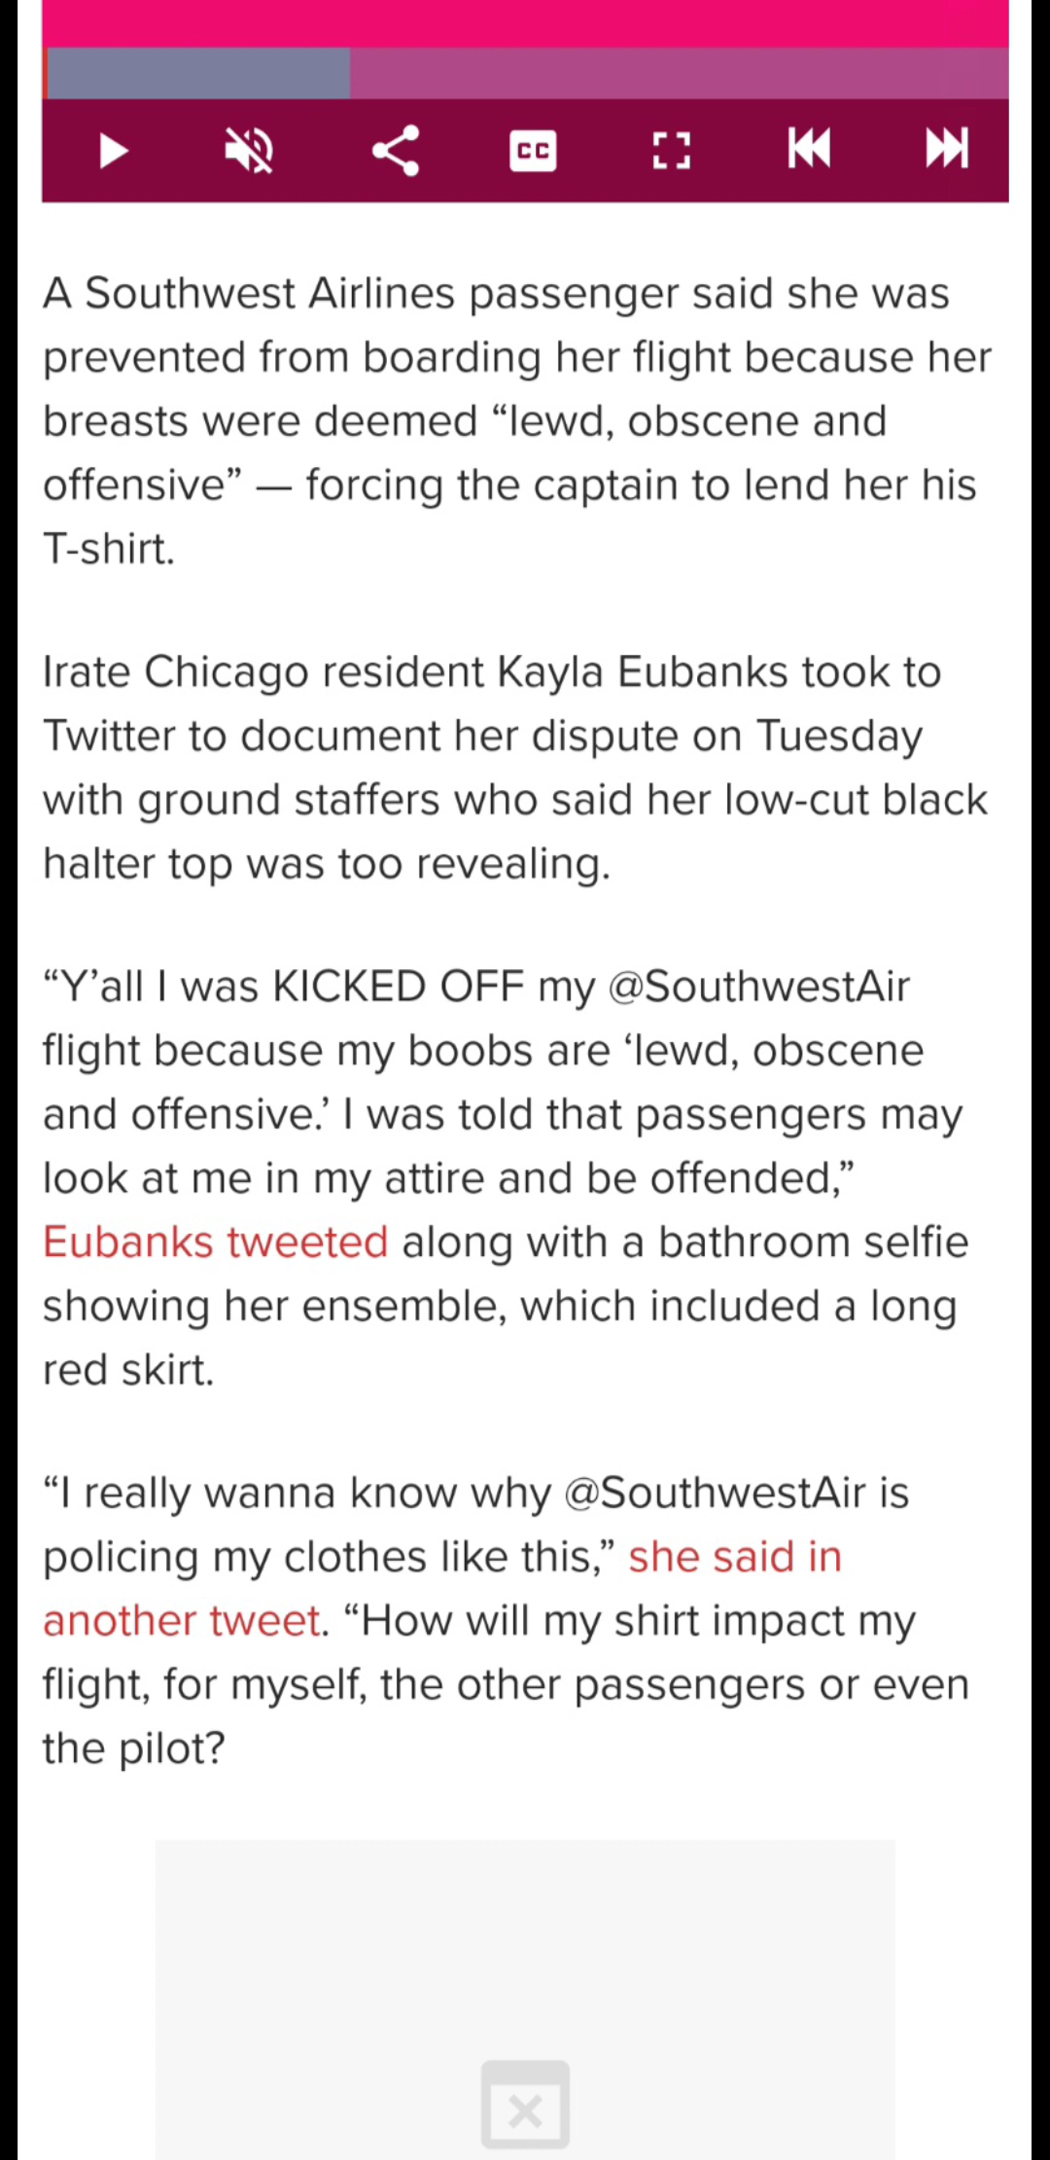 CC
A Southwest Airlines passenger said she was
prevented from boarding her flight because her
breasts were deemed “lewd, obscene and
offensive” — forcing the captain to lend her his
T-shirt.
Irate Chicago resident Kayla Eubanks took to
Twitter to document her dispute on Tuesday
with ground staffers who said her low-cut black
halter top was too revealing.
“Y’all I was KICKED OFF my @SouthwestAir
flight because my boobs are ‘lewd, obscene
and offensive.’ I was told that passengers may
look at me in my attire and be offended,”
Eubanks tweeted along with a bathroom selfie
showing her ensemble, which included a long
red skirt.
“I really wanna know why @SouthwestAir is
policing my clothes like this,” she said in
another tweet. “How will my shirt impact my
flight, for myself, the other passengers or even
the pilot?